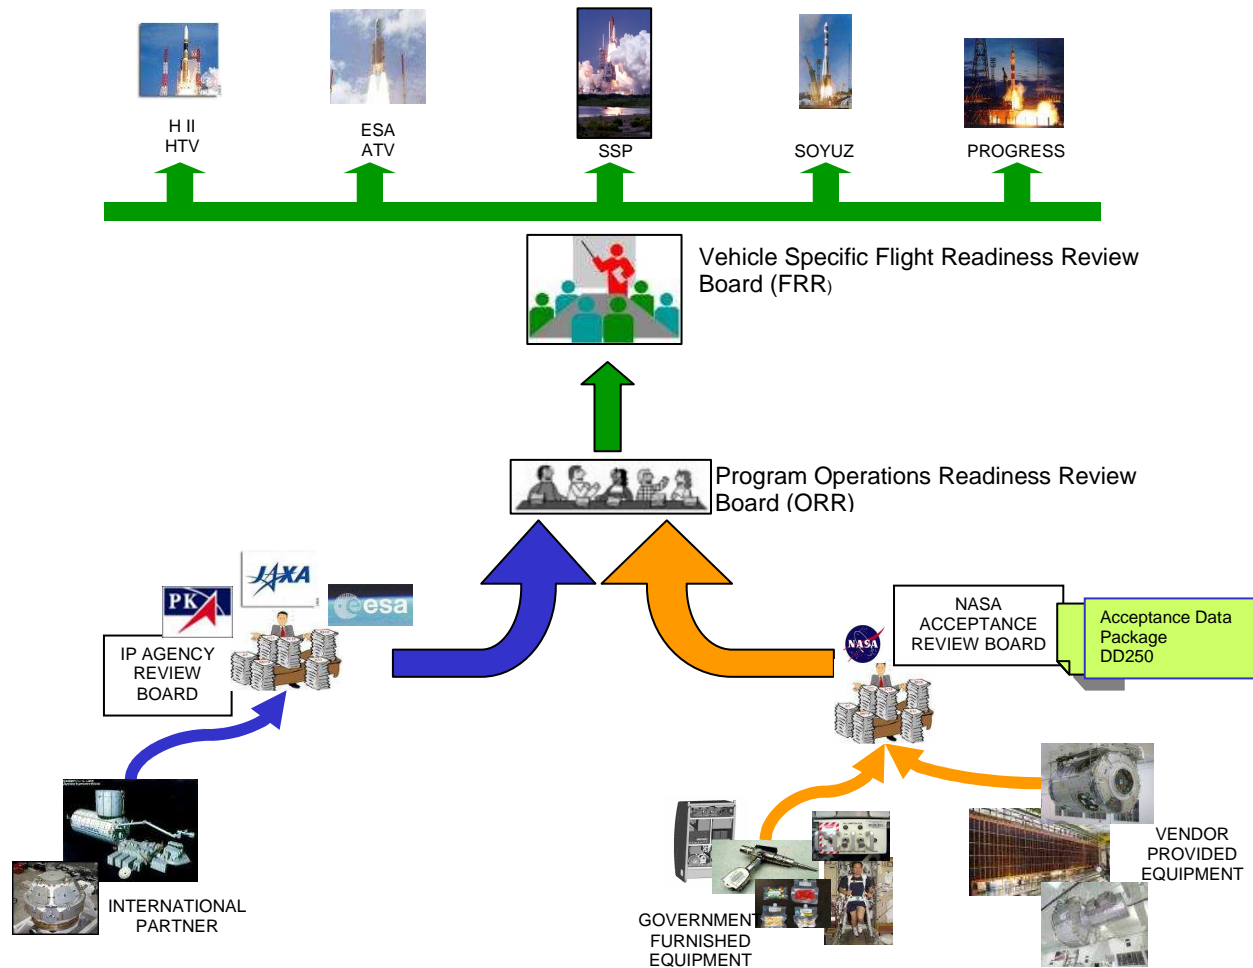 H II
HTV
ESA
ATV
SSP
SOYUZ
PROGRESS
Vehicle Specific Flight Readiness Review
Board (FRR)
Program Operations Readiness Review
Board (ORR)
JAXA
PK
esa
IP AGENCY
REVIEW
BOARD
NASA
NASA
ACCEPTANCE
REVIEW BOARD
Acceptance Data
Package
DD250
INTERNATIONAL
PARTNER
GOVERNMENT
FURNISHED
EQUIPMENT
VENDOR
PROVIDED
EQUIPMENT